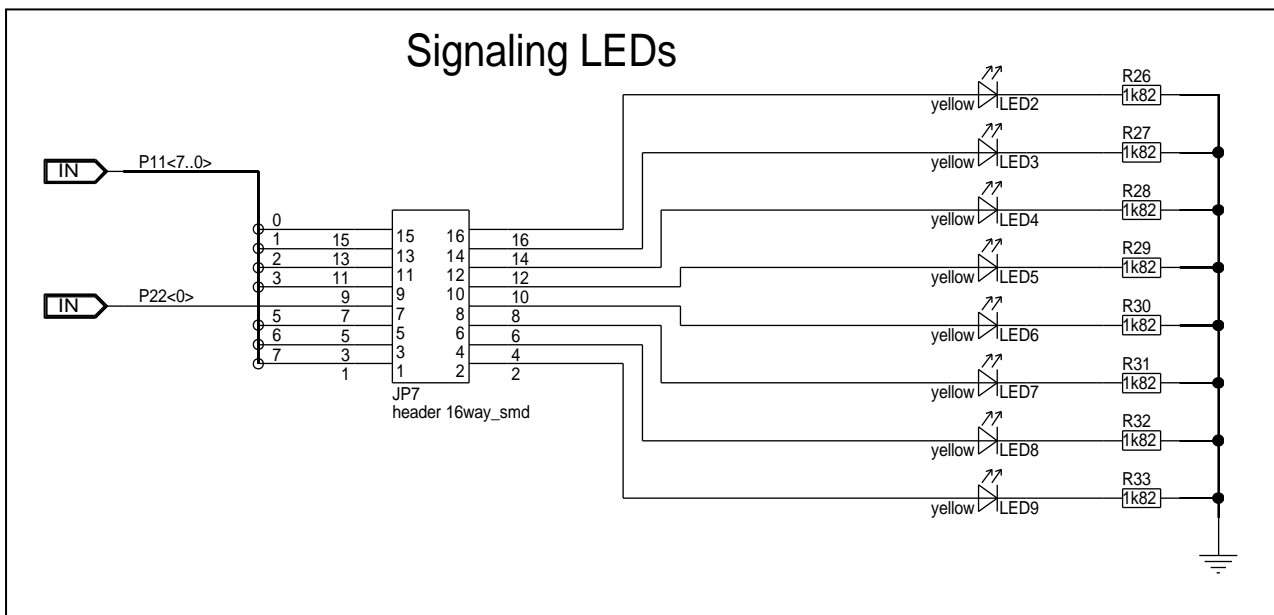 Signaling LEDs
IN
P11<7..0>
IN
P22<0>
0
1
2
3
5
6
7
15
13
11
9
7
5
3
1
15
13
11
9
7
5
3
1
16
14
12
10
8
6
4
2
16
14
12
10
8
6
4
2
JP7
header 16way_smd
yellow LED2
R26
1k82
yellow LED3
R27
1k82
yellow LED4
R28
1k82
yellow LED5
R29
1k82
yellow LED6
R30
1k82
yellow LED7
R31
1k82
yellow LED8
R32
1k82
yellow LED9
R33
1k82